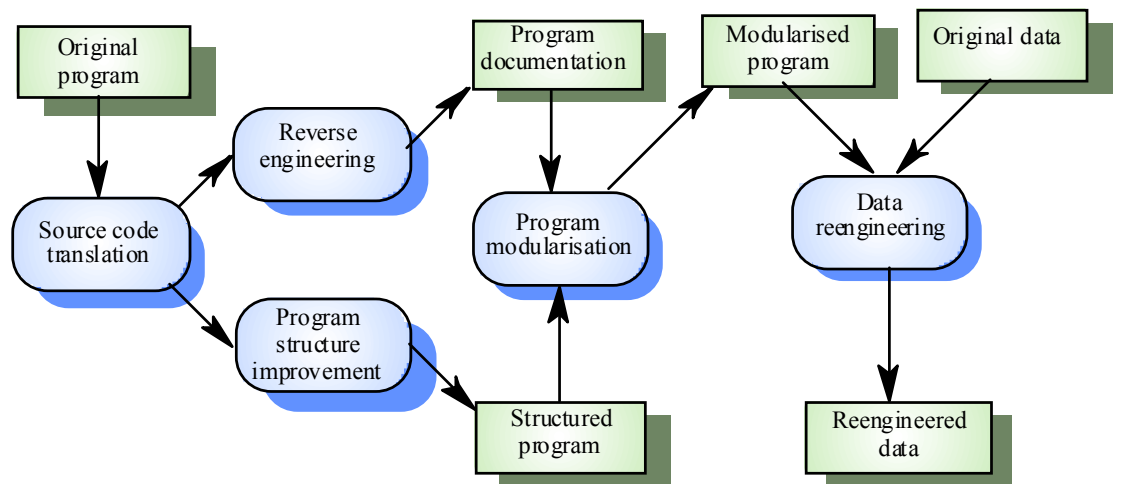 Original
program
Program
documentation
Modularised
program
Original data
Reverse
engineering
Source code
translation
Program
modularisation
Data
reengineering
Program
structure
improvement
Structured
program
Reengineered
data